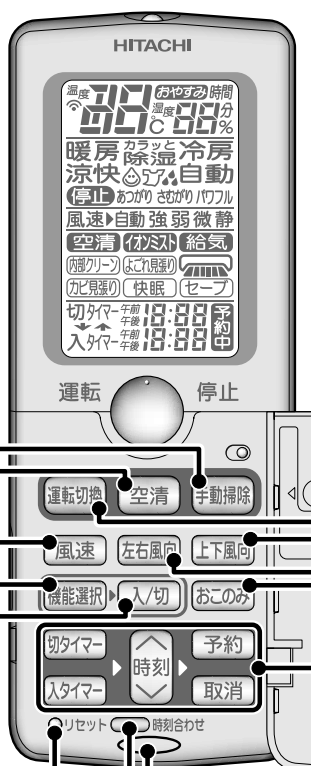 HITACHI
温度 88 おやすみ 時間
℃ 湿度 88 分 %
暖房 カラッと除湿 冷房
涼快 自動
停止 あつがり さむがり パワフル
風速▶自動 強 弱 微 静
空清 イオンミスト 給気
内部クリーン よごれ見張り
カビ見張り 快眠 セーブ
切タイマー 午前 午後 18:88 予約中
入タイマー 午前 午後 18:88
運転 停止
運転切換 空清 手動掃除
風速 左右風向 上下風向
機能選択 ▶ 入/切 おこのみ
切タイマー 時刻 予約
入タイマー 取消
リセット 時刻合わせ